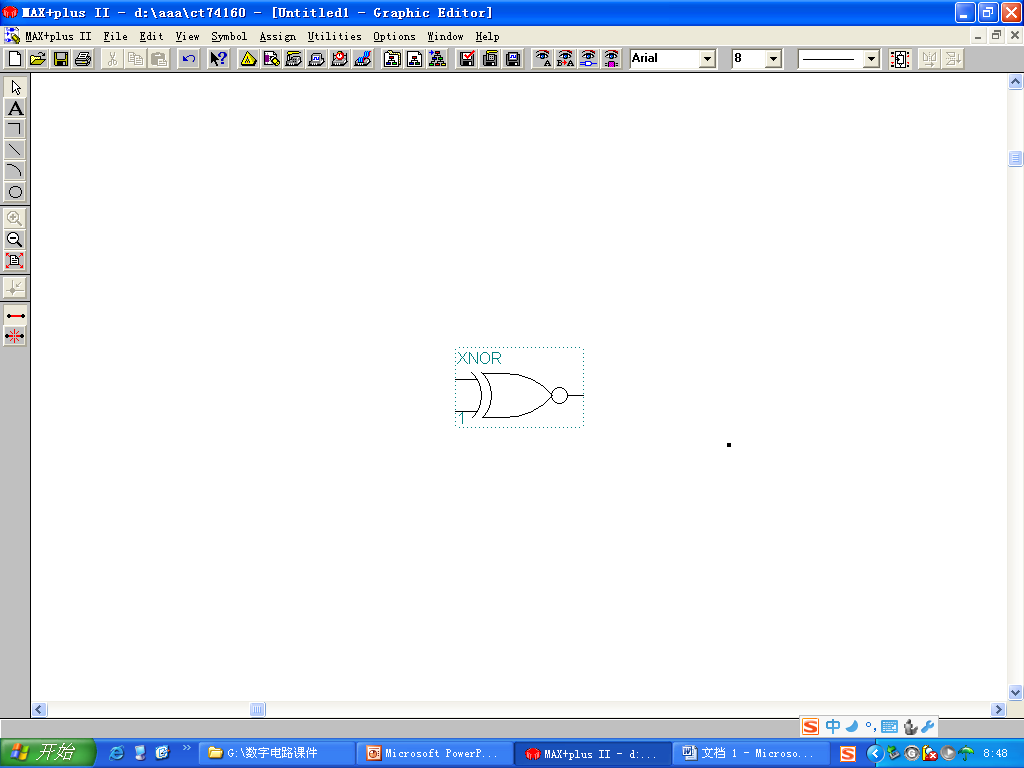 MAX+plus II - d:\aaa\ct74160 - [Untitled1 - Graphic Editor]
MAX+plus II File Edit View Symbol Assign Utilities Options Window Help
Arial 8
A
XNOR
1
中
开始 G:\数字电路课件 Microsoft PowerP... MAX+plus II - d:... 文档 1 - Microso... 8:48